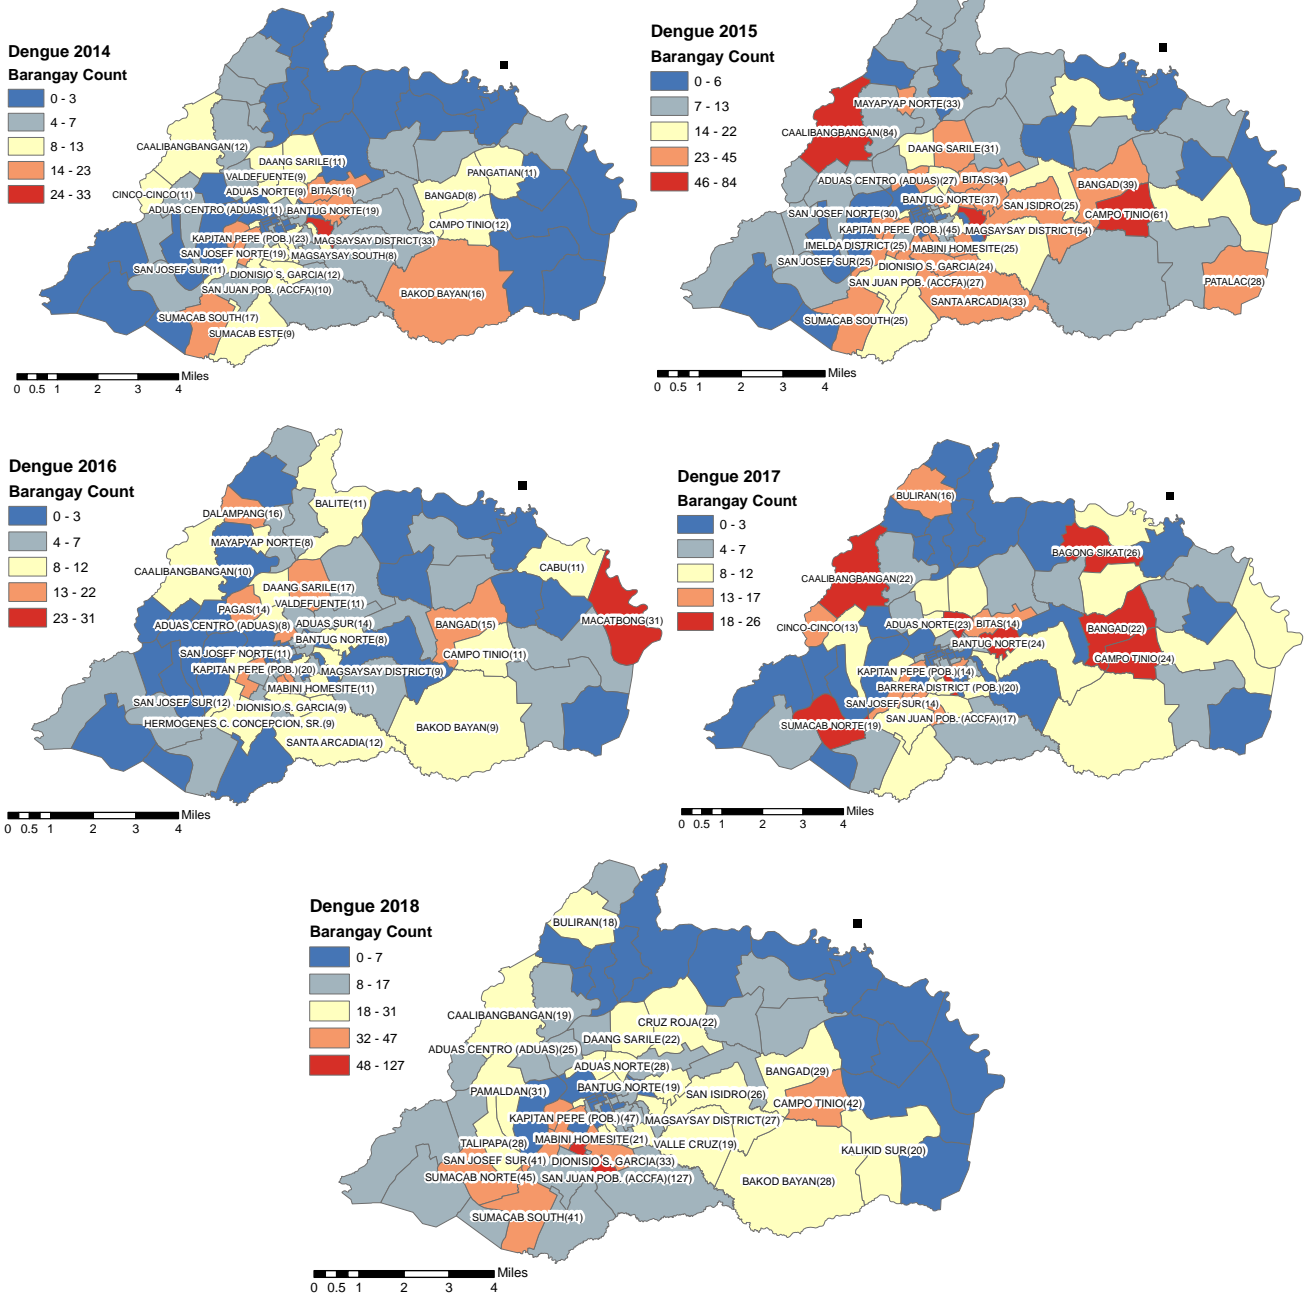 Dengue 2014
Barangay Count
0 - 3
4 - 7
8 - 13
14 - 23
24 - 33
CAALIBANGBANGAN(12)
DAANG SARILE(11)
PANGATIAN(11)
VALDEFUENTE(9)
CINCO-CINCO(11)
ADUAS NORTE(9)
BITAS(16)
BANGAD(8)
ADUAS CENTRO (ADUAS)(11)
BANTUG NORTE(19)
CAMPO TINIO(12)
KAPITAN PEPE (POB.)(23)
MAGSAYSAY DISTRICT(33)
SAN JOSEF NORTE(19)
MAGSAYSAY SOUTH(8)
SAN JOSEF SUR(11)
DIONISIO S. GARCIA(12)
SAN JUAN POB. (ACCFA)(10)
BAKOD BAYAN(16)
SUMACAB SOUTH(17)
SUMACAB ESTE(9)
Miles
0 0.5 1 2 3 4
Dengue 2015
Barangay Count
0 - 6
7 - 13
14 - 22
23 - 45
46 - 84
MAYAPYAP NORTE(33)
CAALIBANGBANGAN(84)
DAANG SARILE(31)
ADUAS CENTRO (ADUAS)(27)
BITAS(34)
BANGAD(39)
BANTUG NORTE(37)
SAN ISIDRO(25)
SAN JOSEF NORTE(30)
CAMPO TINIO(61)
KAPITAN PEPE (POB.)(45)
MAGSAYSAY DISTRICT(54)
IMELDA DISTRICT(25)
MABINI HOMESITE(25)
SAN JOSEF SUR(25)
DIONISIO S. GARCIA(24)
SAN JUAN POB. (ACCFA)(27)
PATALAC(28)
SANTA ARCADIA(33)
SUMACAB SOUTH(25)
Miles
0 0.5 1 2 3 4
Dengue 2016
Barangay Count
0 - 3
4 - 7
8 - 12
13 - 22
23 - 31
BALITE(11)
DALAMPANG(16)
MAYAPYAP NORTE(8)
CAALIBANGBANGAN(10)
CABU(11)
DAANG SARILE(17)
VALDEFUENTE(11)
PAGAS(14)
MACATBONG(31)
ADUAS CENTRO (ADUAS)(8)
ADUAS SUR(14)
BANGAD(15)
BANTUG NORTE(8)
SAN JOSEF NORTE(11)
CAMPO TINIO(11)
KAPITAN PEPE (POB.)(20)
MAGSAYSAY DISTRICT(9)
MABINI HOMESITE(11)
SAN JOSEF SUR(12)
DIONISIO S. GARCIA(9)
HERMOGENES C. CONCEPCION, SR.(9)
BAKOD BAYAN(9)
SANTA ARCADIA(12)
Miles
0 0.5 1 2 3 4
Dengue 2017
Barangay Count
0 - 3
4 - 7
8 - 12
13 - 17
18 - 26
BULIRAN(16)
BAGONG SIKAT(26)
CAALIBANGBANGAN(22)
CINCO-CINCO(13)
ADUAS NORTE(23)
BITAS(14)
BANGAD(22)
BANTUG NORTE(24)
CAMPO TINIO(24)
KAPITAN PEPE (POB.)(14)
BARRERA DISTRICT (POB.)(20)
SAN JOSEF SUR(14)
SAN JUAN POB. (ACCFA)(17)
SUMACAB NORTE(19)
Miles
0 0.5 1 2 3 4
Dengue 2018
Barangay Count
0 - 7
8 - 17
18 - 31
32 - 47
48 - 127
BULIRAN(18)
CAALIBANGBANGAN(19)
CRUZ ROJA(22)
DAANG SARILE(22)
ADUAS CENTRO (ADUAS)(25)
ADUAS NORTE(28)
BANGAD(29)
PAMALDAN(31)
BANTUG NORTE(19)
SAN ISIDRO(26)
CAMPO TINIO(42)
KAPITAN PEPE (POB.)(47)
MAGSAYSAY DISTRICT(27)
TALIPAPA(28)
MABINI HOMESITE(21)
VALLE CRUZ(19)
KALIKID SUR(20)
SAN JOSEF SUR(41)
DIONISIO S. GARCIA(33)
SUMACAB NORTE(45)
SAN JUAN POB. (ACCFA)(127)
BAKOD BAYAN(28)
SUMACAB SOUTH(41)
Miles
0 0.5 1 2 3 4